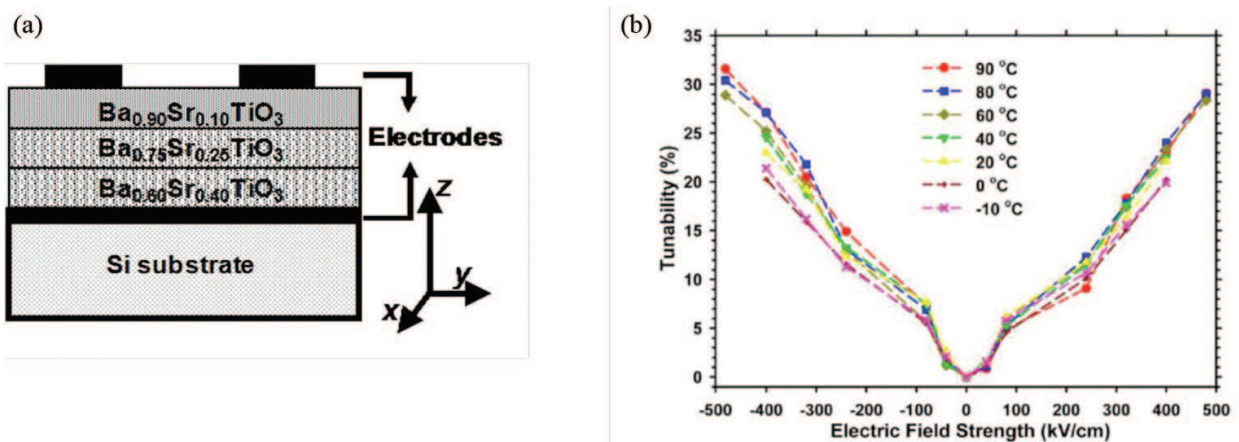 (a)
Ba0.90Sr0.10TiO3
Ba0.75Sr0.25TiO3
Ba0.60Sr0.40TiO3
Electrodes
Si substrate
z
y
x
(b)
35
30
25
20
15
10
5
0
Tunability (%)
90 °C
80 °C
60 °C
40 °C
20 °C
0 °C
-10 °C
-500 -400 -300 -200 -100 0 100 200 300 400 500
Electric Field Strength (kV/cm)